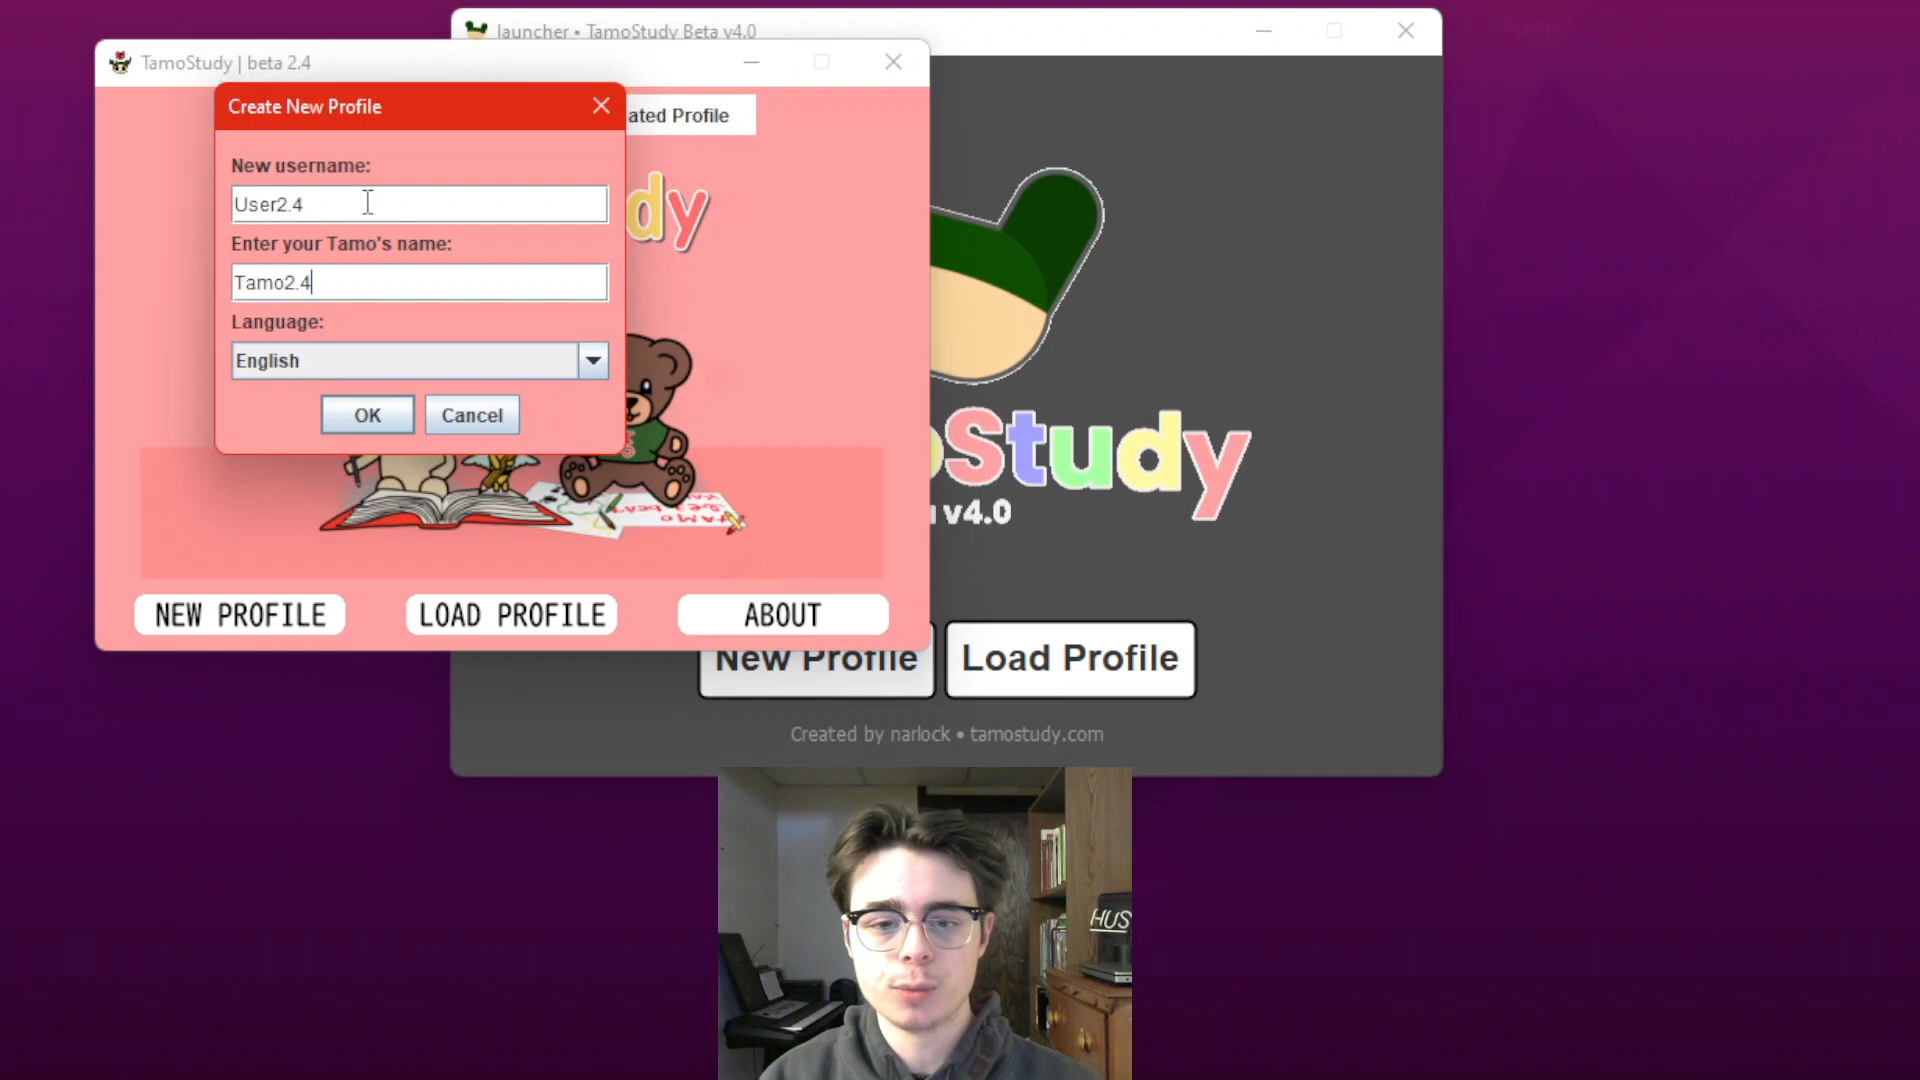 launcher • TamoStudy Beta v4.0
TamoStudy | beta 2.4
Create New Profile
ated Profile
New username:
User2.4
dy
Enter your Tamo's name:
Tamo2.4
Language:
English
OK
Cancel
oStudy
v4.0
NEW PROFILE
LOAD PROFILE
ABOUT
New Profile
Load Profile
Created by narlock • tamostudy.com
HUS